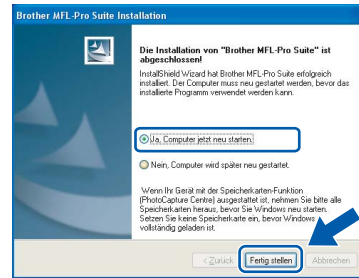 Brother MFL-Pro Suite Installation
Die Installation von "Brother MFL-Pro Suite" ist
abgeschlossen!
InstallShield Wizard hat Brother MFL-Pro Suite erfolgreich
installiert. Der Computer muss neu gestartet werden, bevor das
installierte Programm verwendet werden kann.
Ja, Computer jetzt neu starten.
Nein, Computer wird später neu gestartet.
Wenn Ihr Gerät mit der Speicherkarten-Funktion
(PhotoCapture Centre) ausgestattet ist, nehmen Sie bitte alle
Speicherkarten heraus, bevor Sie Windows neu starten.
Setzen Sie keine Speicherkarte ein, bevor Windows
vollständig geladen ist.
< Zurück Fertig stellen Abbrechen